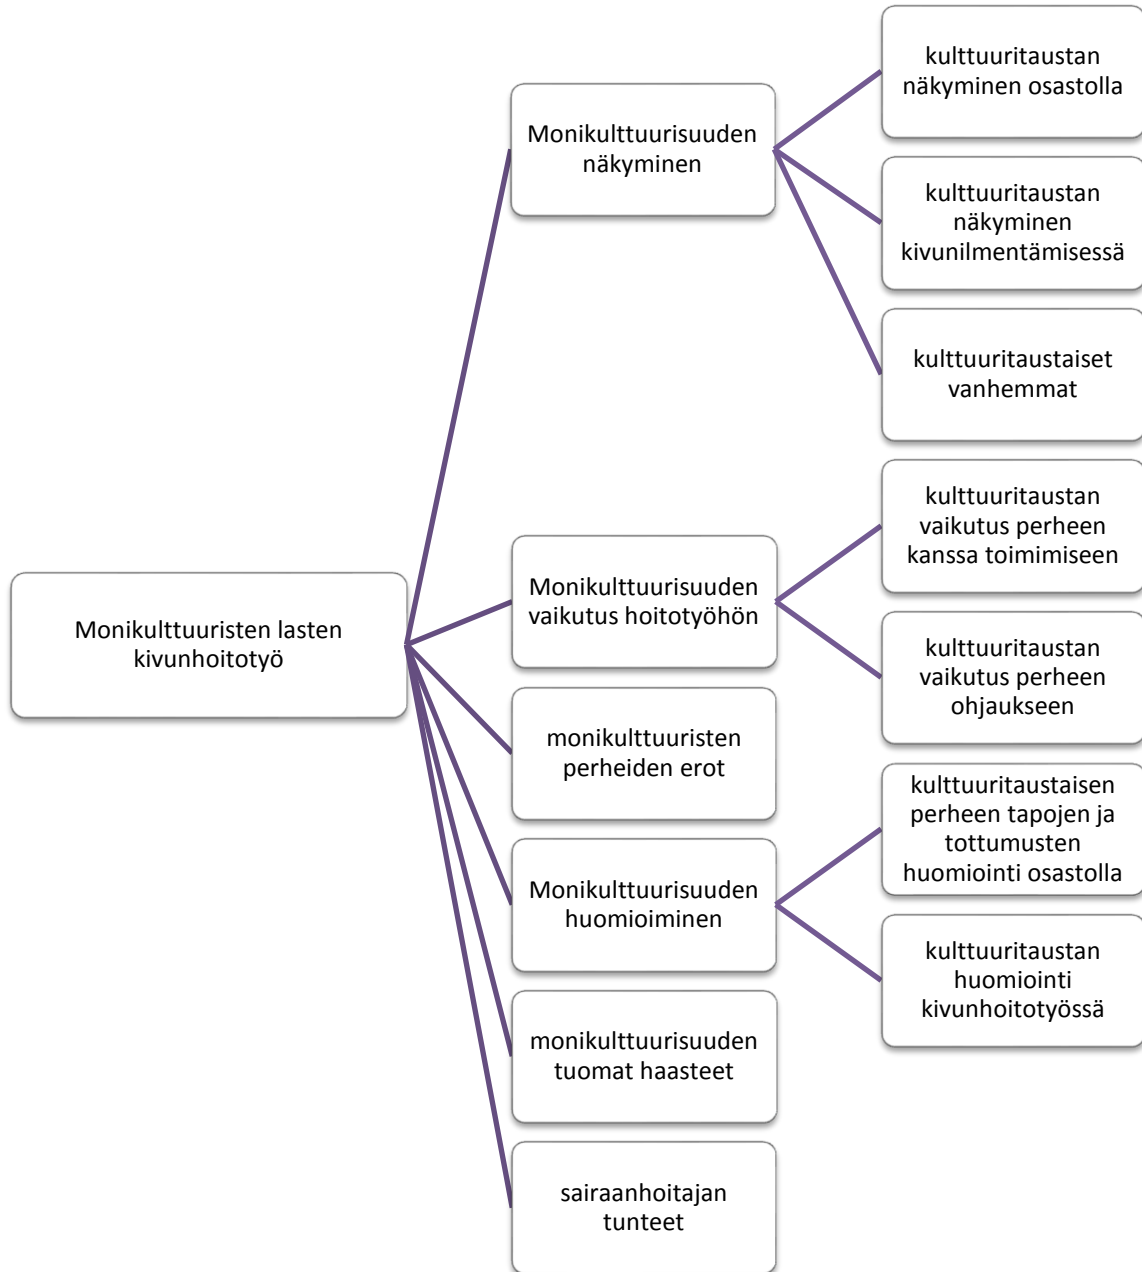 Monikulttuuristen lasten
kivunhoitotyö
Monikulttuurisuuden
näkyminen
kulttuuritaustan
näkyminen osastolla
kulttuuritaustan
näkyminen
kivunilmentämisessä
kulttuuritaustaiset
vanhemmat
Monikulttuurisuuden
vaikutus hoitotyöhön
kulttuuritaustan
vaikutus perheen
kanssa toimimiseen
kulttuuritaustan
vaikutus perheen
ohjaukseen
monikulttuuristen
perheiden erot
Monikulttuurisuuden
huomioiminen
kulttuuritaustaisen
perheen tapojen ja
tottumusten
huomiointi osastolla
kulttuuritaustan
huomiointi
kivunhoitotyössä
monikulttuurisuuden
tuomat haasteet
sairaanhoitajan
tunteet